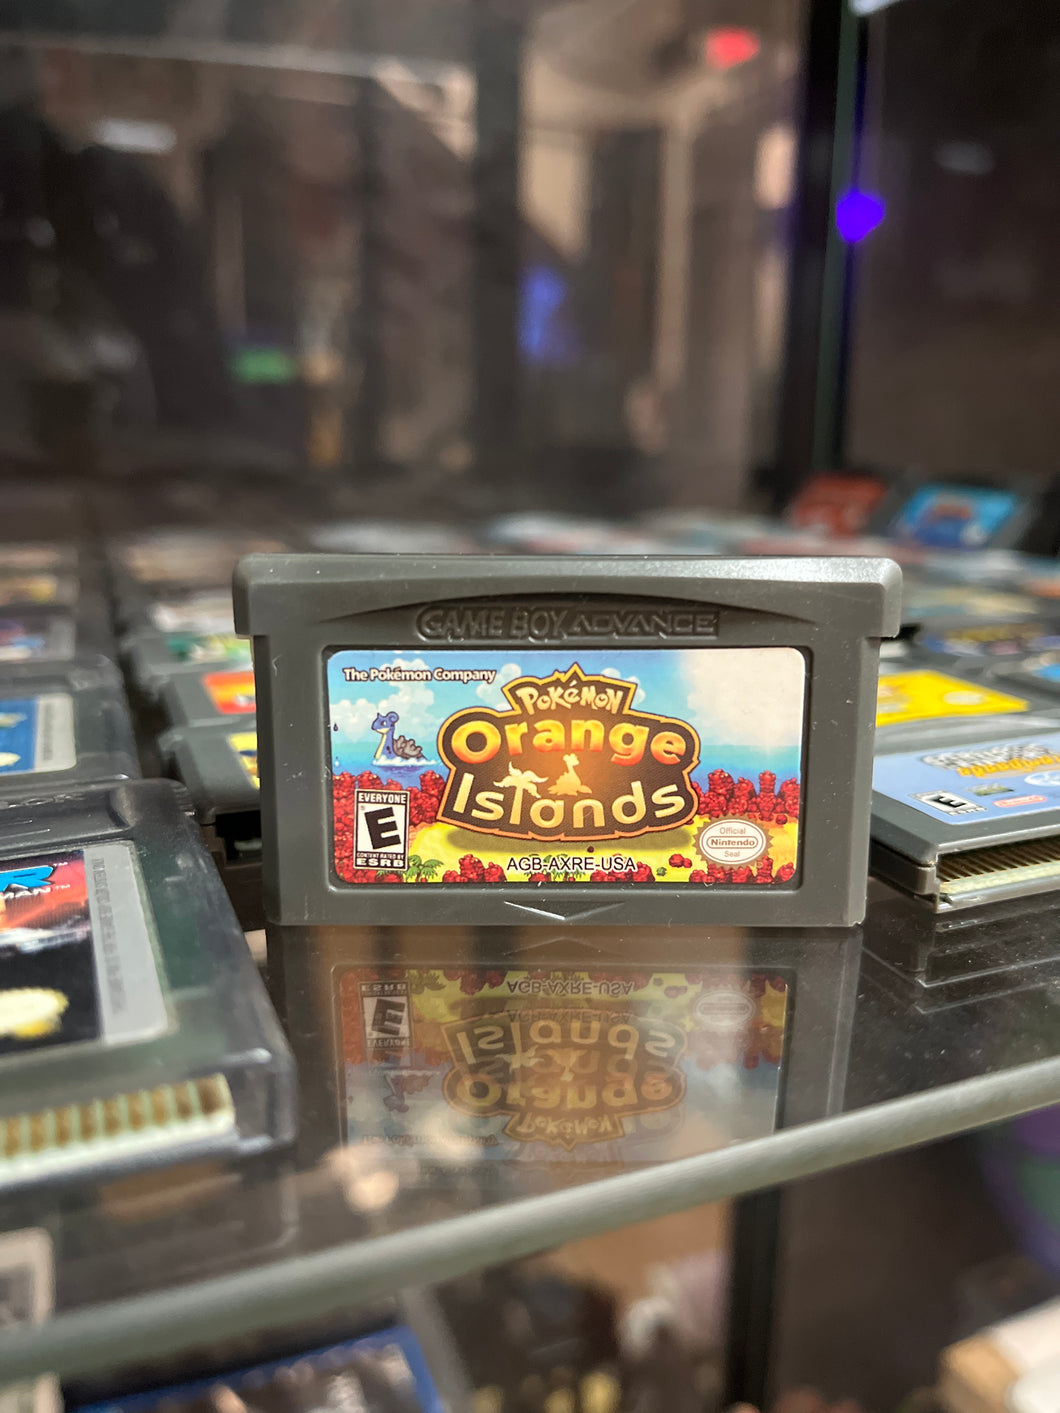 GAME BOY ADVANCE
The Pokémon Company
POKéMON
Orange
Islands
EVERYONE
E
CONTENT RATED BY
ESRB
AGB-AXRE-USA
Official
Nintendo
Seal
E